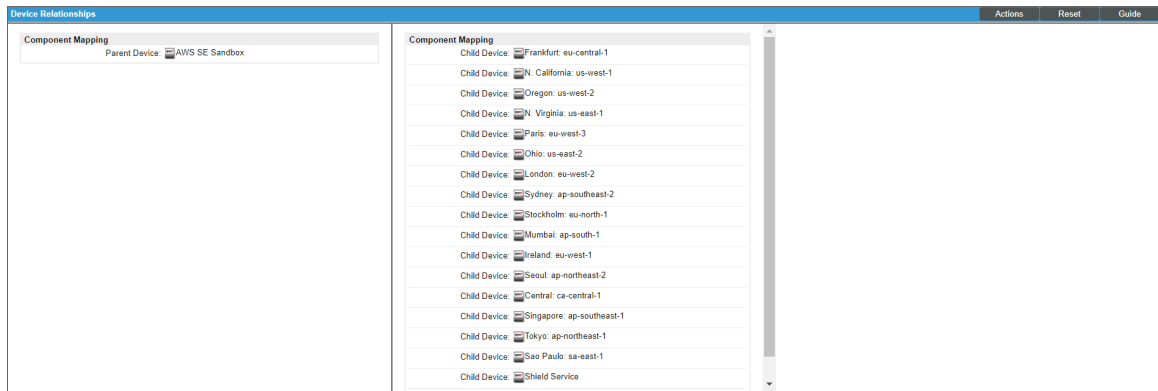 Device Relationships
Actions
Reset
Guide
Component Mapping
Parent Device: AWS SE Sandbox
Component Mapping
Child Device: Frankfurt: eu-central-1
Child Device: N. California: us-west-1
Child Device: Oregon: us-west-2
Child Device: N. Virginia: us-east-1
Child Device: Paris: eu-west-3
Child Device: Ohio: us-east-2
Child Device: London: eu-west-2
Child Device: Sydney: ap-southeast-2
Child Device: Stockholm: eu-north-1
Child Device: Mumbai: ap-south-1
Child Device: Ireland: eu-west-1
Child Device: Seoul: ap-northeast-2
Child Device: Central: ca-central-1
Child Device: Singapore: ap-southeast-1
Child Device: Tokyo: ap-northeast-1
Child Device: Sao Paulo: sa-east-1
Child Device: Shield Service